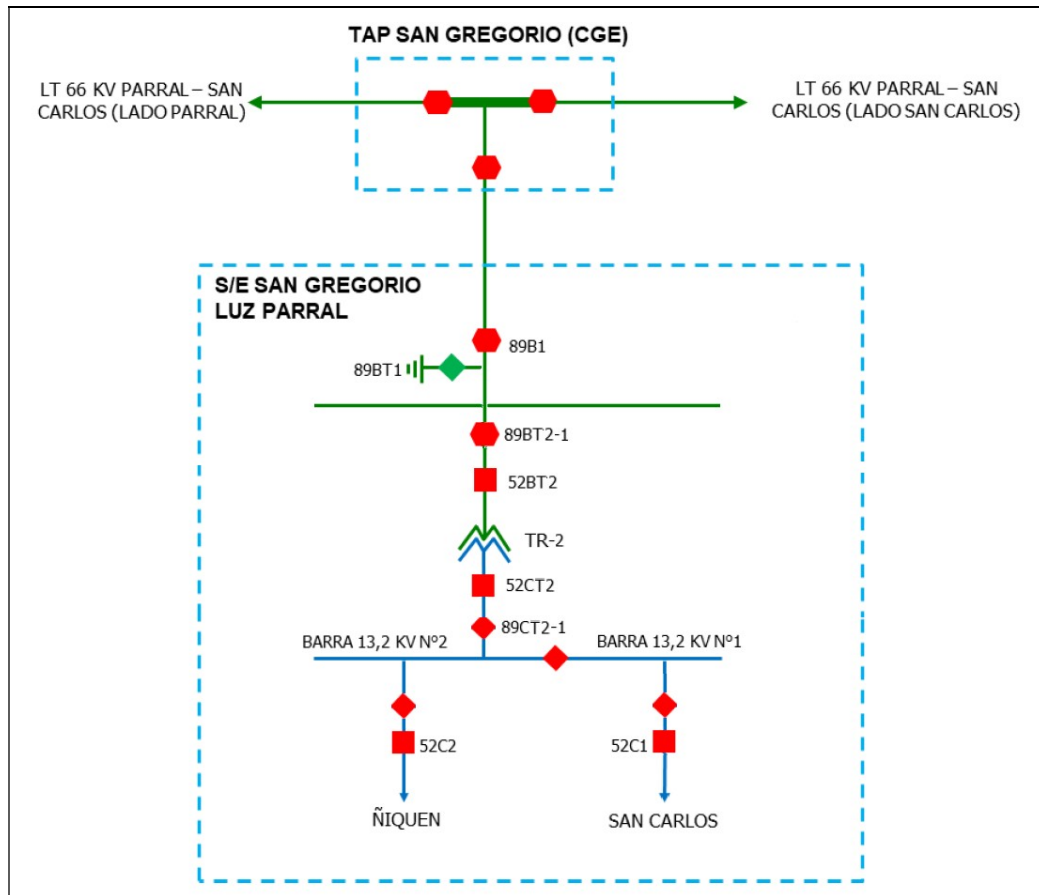 TAP SAN GREGORIO (CGE)
LT 66 KV PARRAL – SAN
CARLOS (LADO PARRAL)
LT 66 KV PARRAL – SAN
CARLOS (LADO SAN CARLOS)
S/E SAN GREGORIO
LUZ PARRAL
89B1
89BT1
89BT2-1
52BT2
TR-2
52CT2
89CT2-1
BARRA 13,2 KV Nº2
BARRA 13,2 KV Nº1
52C2
52C1
ÑIQUEN
SAN CARLOS